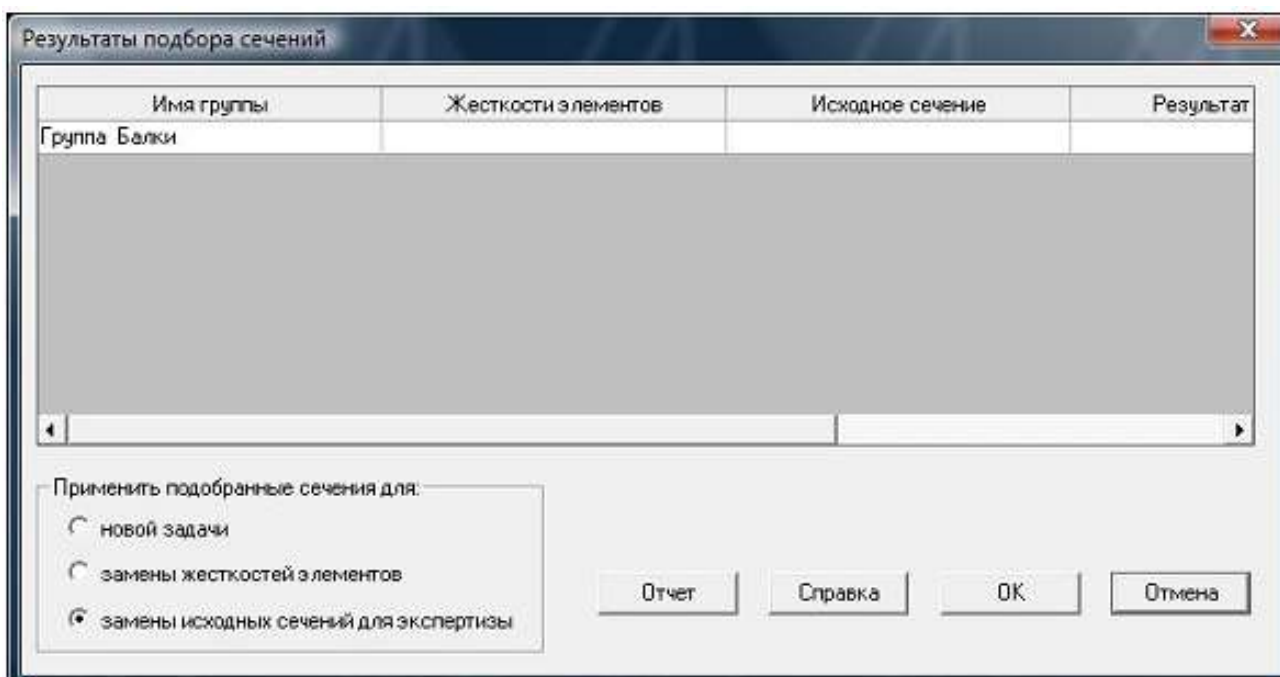 Результаты подбора сечений
Имя группы Жесткости элементов Исходное сечение Результат
Группа Балки
Применить подобранные сечения для:
новой задачи
замены жесткостей элементов
замены исходных сечений для экспертизы
Отчет Справка OK Отмена